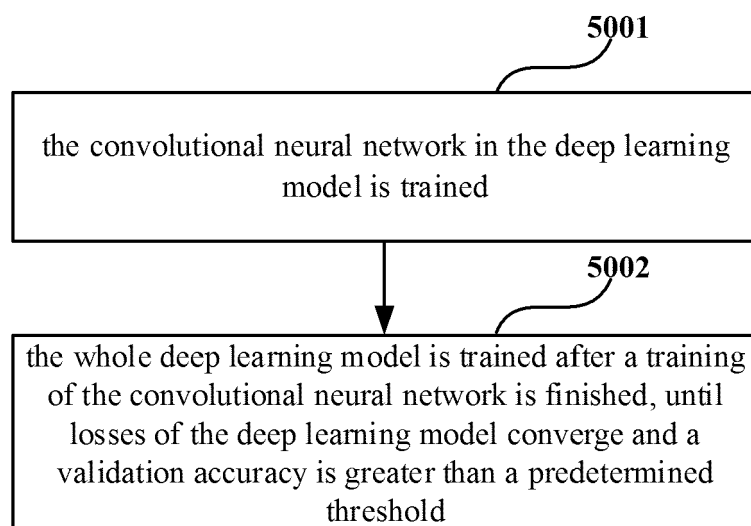 5001
the convolutional neural network in the deep learning
model is trained
5002
the whole deep learning model is trained after a training
of the convolutional neural network is finished, until
losses of the deep learning model converge and a
validation accuracy is greater than a predetermined
threshold